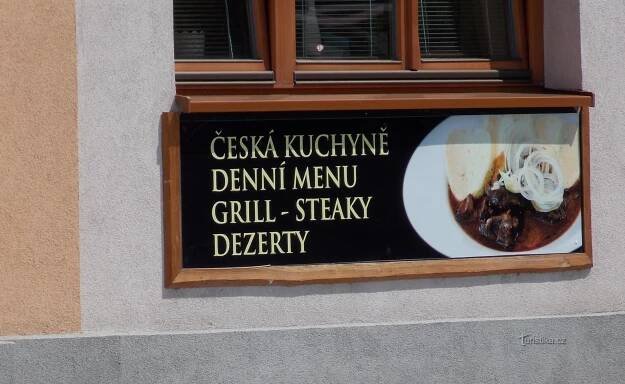 ČESKÁ KUCHYNĚ
DENNÍ MENU
GRILL - STEAKY
DEZERTY
Turistika.cz